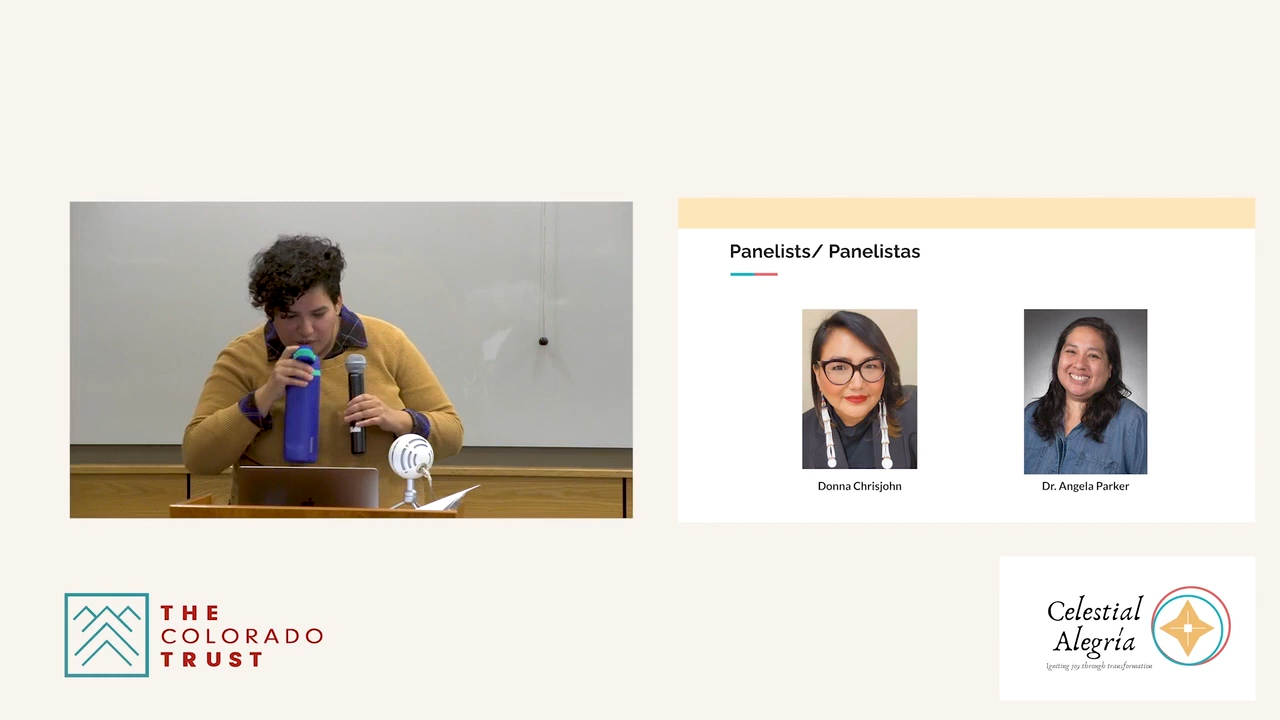 Panelists/ Panelistas
Donna Chrisjohn
Dr. Angela Parker
THE
COLORADO
TRUST
Celestial
Alegría
Igniting joy through transformation